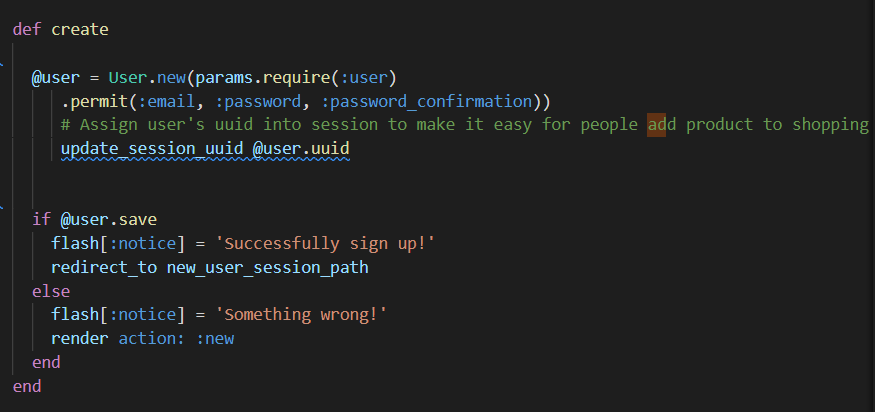 def create
@user = User.new(params.require(:user)
.permit(:email, :password, :password_confirmation))
# Assign user's uuid into session to make it easy for people add product to shopping
update_session_uuid @user.uuid
if @user.save
flash[:notice] = 'Successfully sign up!'
redirect_to new_user_session_path
else
flash[:notice] = 'Something wrong!'
render action: :new
end
end